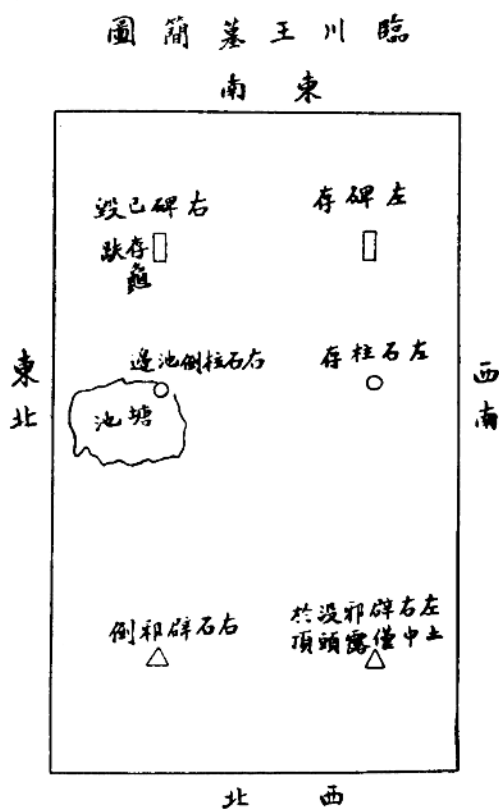 臨川王墓簡圖
東南
左碑存
右碑已毀
存龜
趺
左石柱存
右石柱倒池邊
池塘
西南
東北
左右辟邪没於
土中僅露頭頂
右石辟邪倒
西北